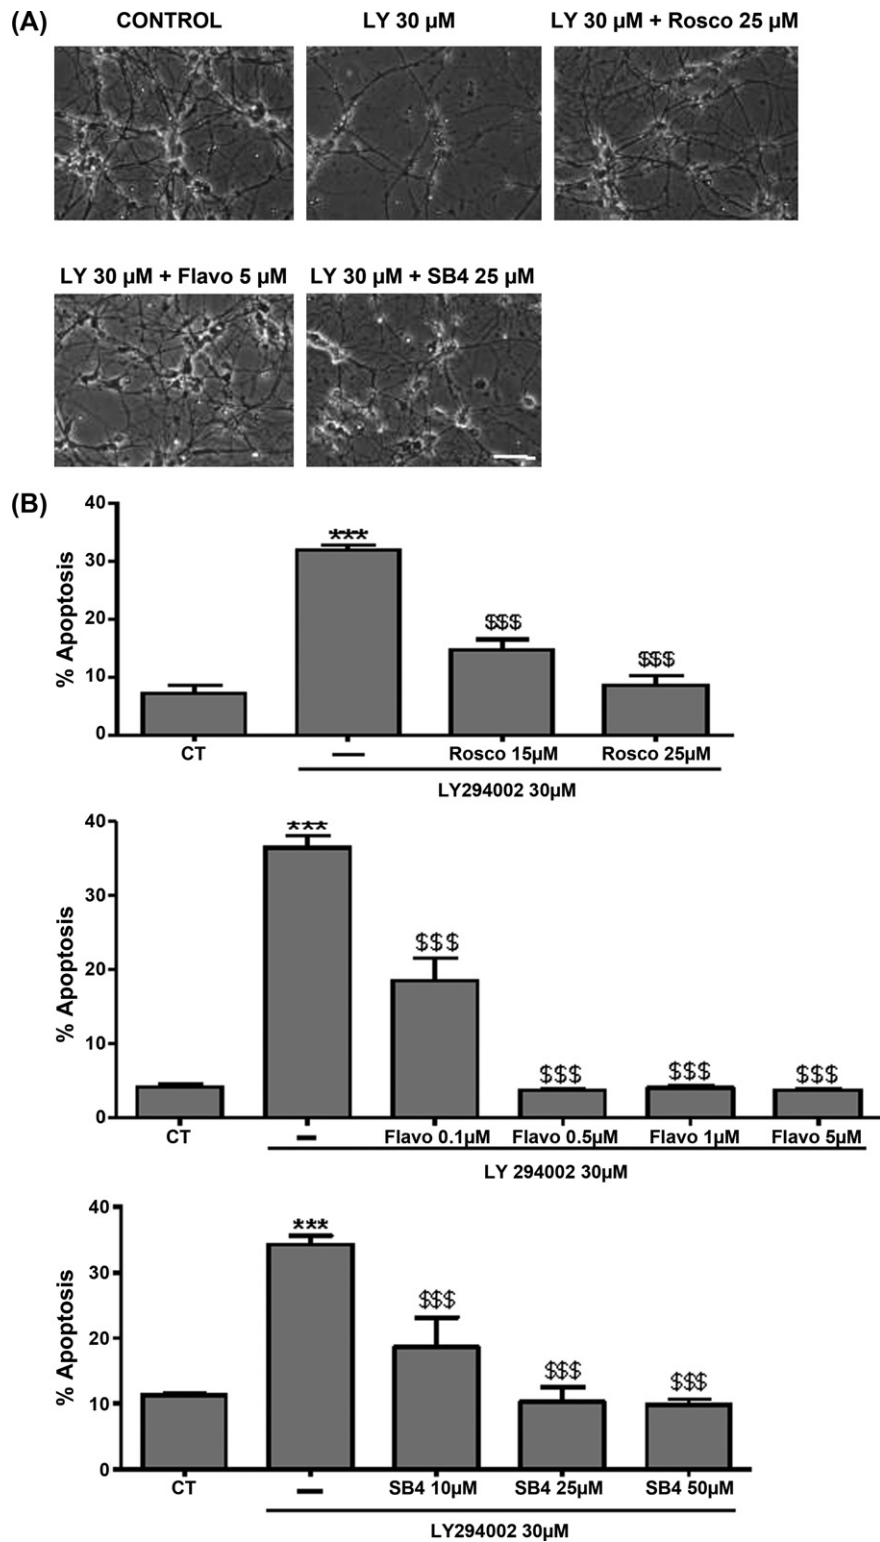 (A)
CONTROL LY 30 µM LY 30 µM + Rosco 25 µM
LY 30 µM + Flavo 5 µM LY 30 µM + SB4 25 µM
(B)
% Apoptosis
40
***
30
20
$$$
$$$
10
0
CT — Rosco 15µM Rosco 25µM
LY294002 30µM
% Apoptosis
40
***
30
$$$
20
10
$$$ $$$ $$$
0
CT — Flavo 0.1µM Flavo 0.5µM Flavo 1µM Flavo 5µM
LY 294002 30µM
% Apoptosis
40
***
30
$$$
20
$$$ $$$
10
0
CT — SB4 10µM SB4 25µM SB4 50µM
LY294002 30µM